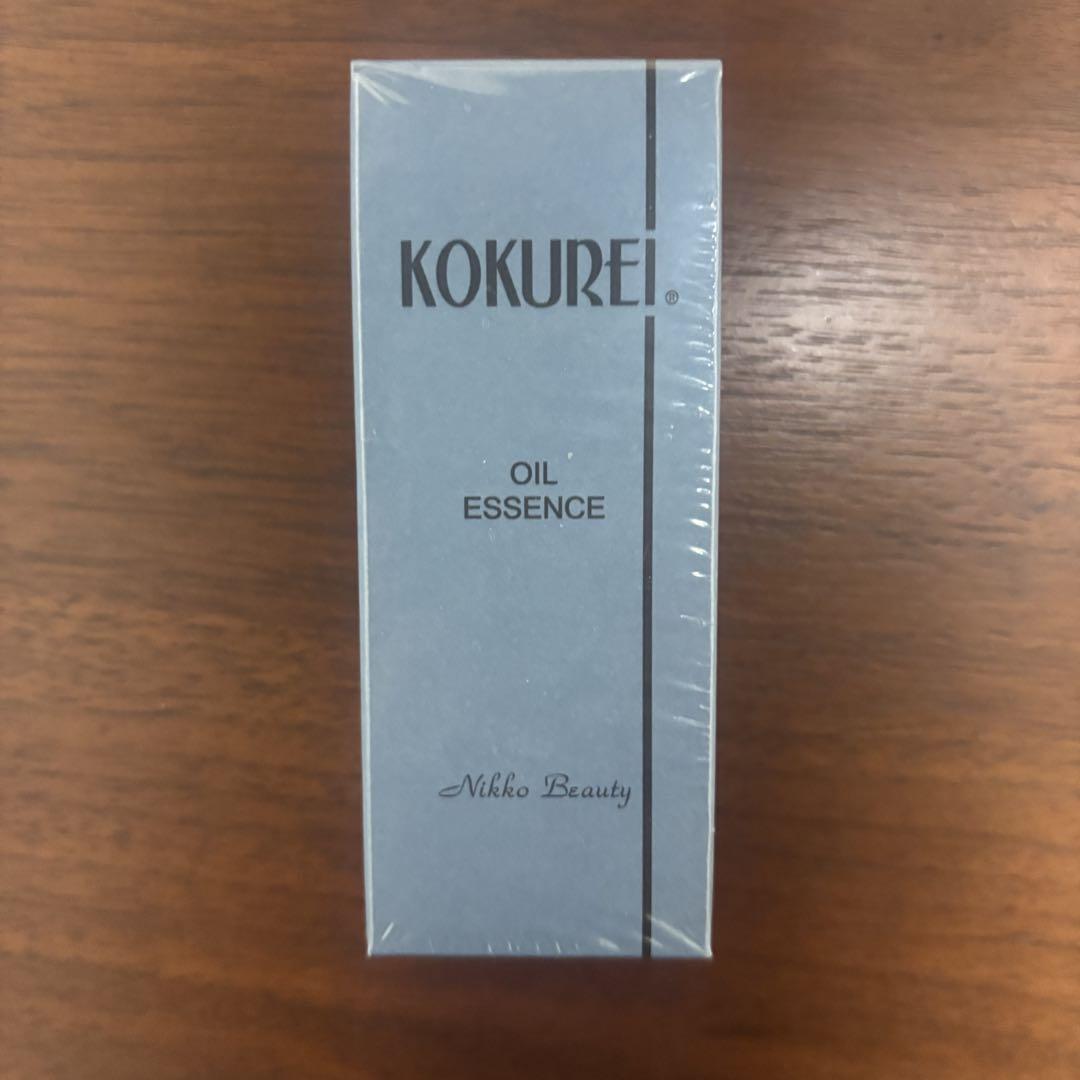 KOKUREI®
OIL
ESSENCE
Nikko Beauty